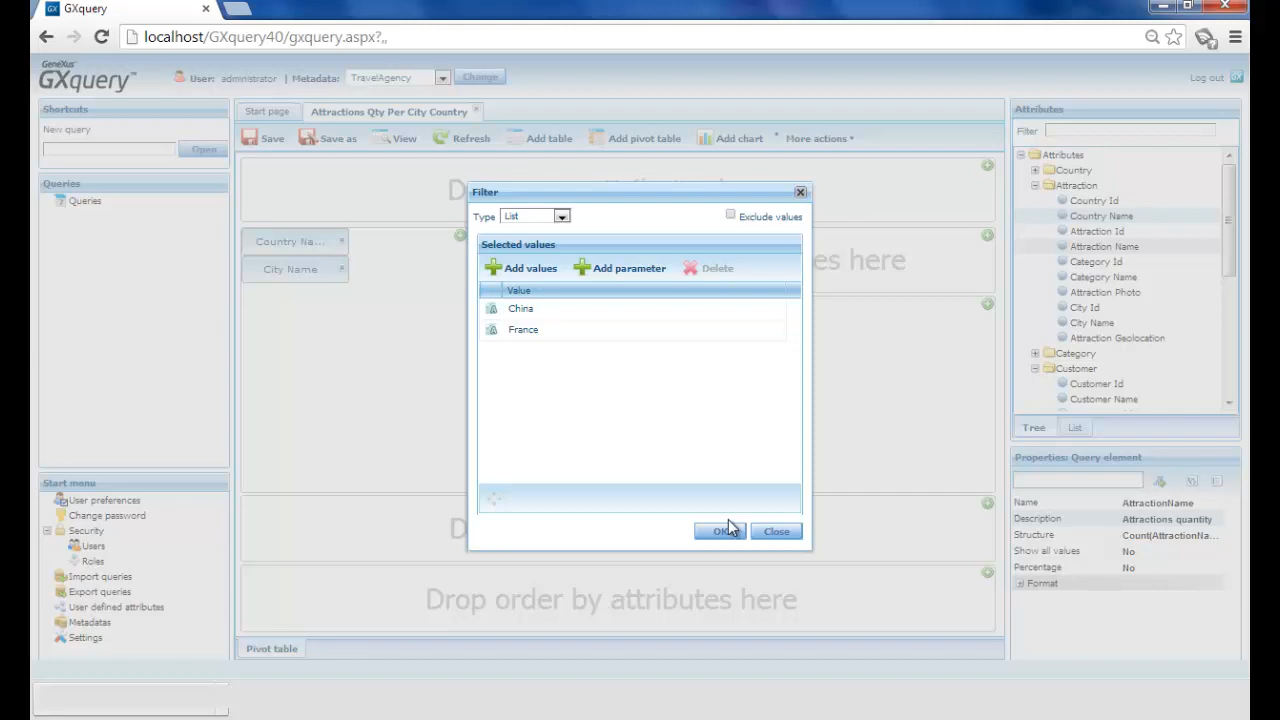 GXquery
localhost/GXquery40/gxquery.aspx?,,
GeneXus
GXquery™
User: administrator | Metadata: TravelAgency Change
Log out
Shortcuts
New query
Open
Queries
Queries
Start menu
User preferences
Change password
Security
Users
Roles
Import queries
Export queries
User defined attributes
Metadatas
Settings
Start page
Attractions Qty Per City Country
Save
Save as
View
Refresh
Add table
Add pivot table
Add chart
More actions
Country Na...
City Name
es here
Drop order by attributes here
Pivot table
Filter
Type List
Exclude values
Selected values
Add values
Add parameter
Delete
Value
China
France
OK
Close
Attributes
Filter
Attributes
Country
Attraction
Country Id
Country Name
Attraction Id
Attraction Name
Category Id
Category Name
Attraction Photo
City Id
City Name
Attraction Geolocation
Category
Customer
Customer Id
Customer Name
Tree
List
Properties: Query element
Name AttractionName
Description Attractions quantity
Structure Count(AttractionNa...
Show all values No
Percentage No
Format